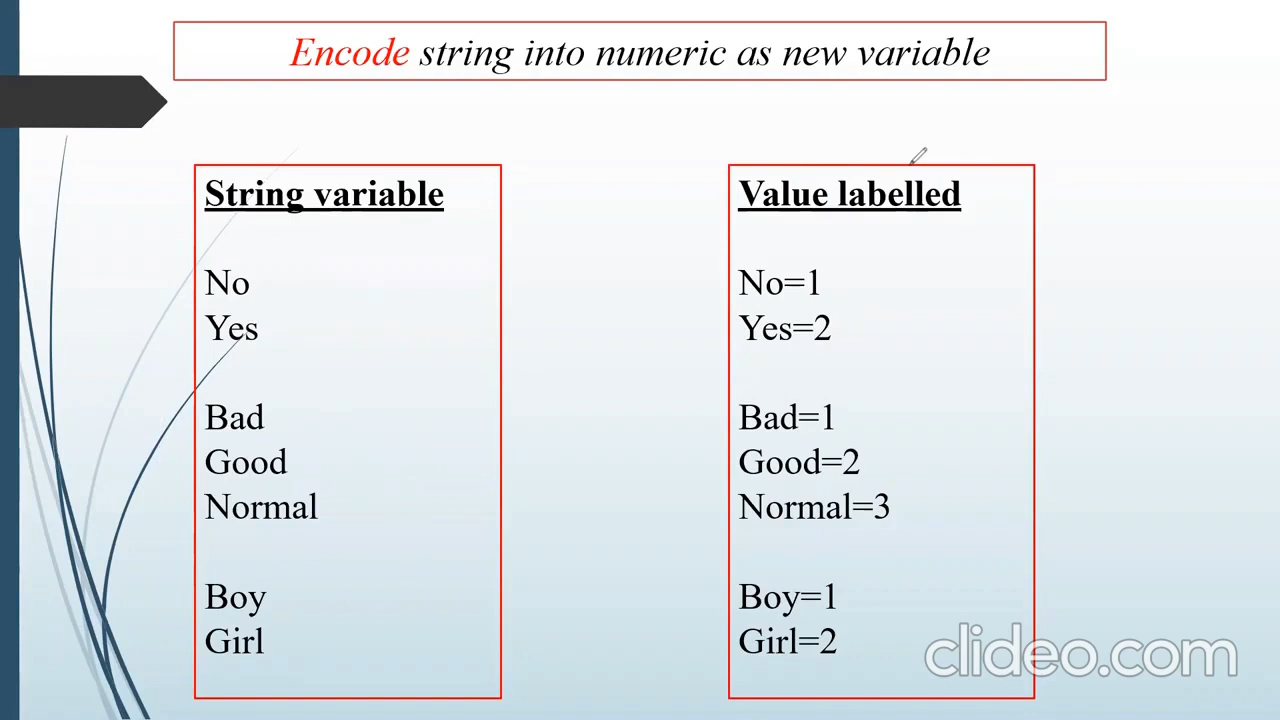 Encode string into numeric as new variable
String variable
No
Yes
Bad
Good
Normal
Boy
Girl
Value labelled
No=1
Yes=2
Bad=1
Good=2
Normal=3
Boy=1
Girl=2
clideo.com